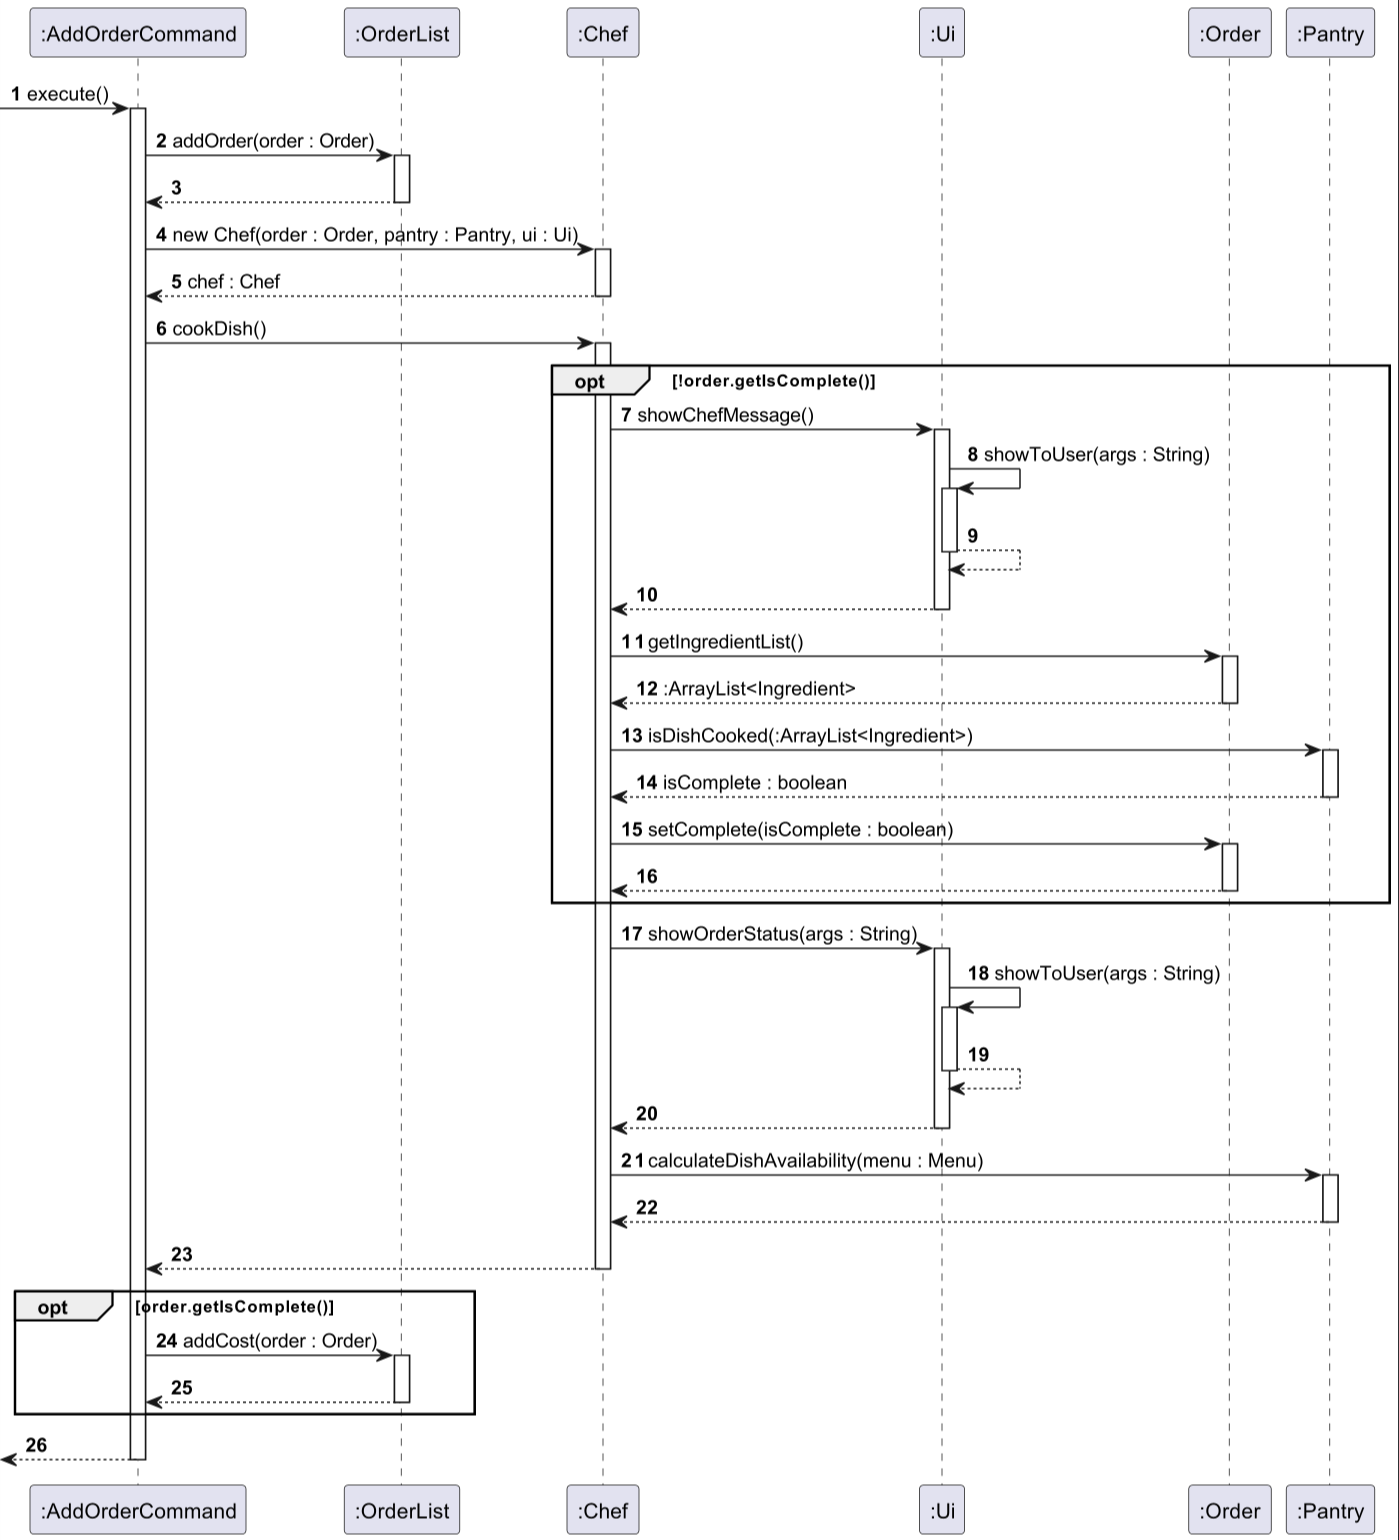 :AddOrderCommand :OrderList :Chef :Ui :Order :Pantry
1 execute()
2 addOrder(order : Order)
3
4 new Chef(order : Order, pantry : Pantry, ui : Ui)
5 chef : Chef
6 cookDish()
opt [!order.getIsComplete()]
7 showChefMessage()
8 showToUser(args : String)
9
10
11 getIngredientList()
12 :ArrayList<Ingredient>
13 isDishCooked(:ArrayList<Ingredient>)
14 isComplete : boolean
15 setComplete(isComplete : boolean)
16
17 showOrderStatus(args : String)
18 showToUser(args : String)
19
20
21 calculateDishAvailability(menu : Menu)
22
23
opt [order.getIsComplete()]
24 addCost(order : Order)
25
26
:AddOrderCommand :OrderList :Chef :Ui :Order :Pantry